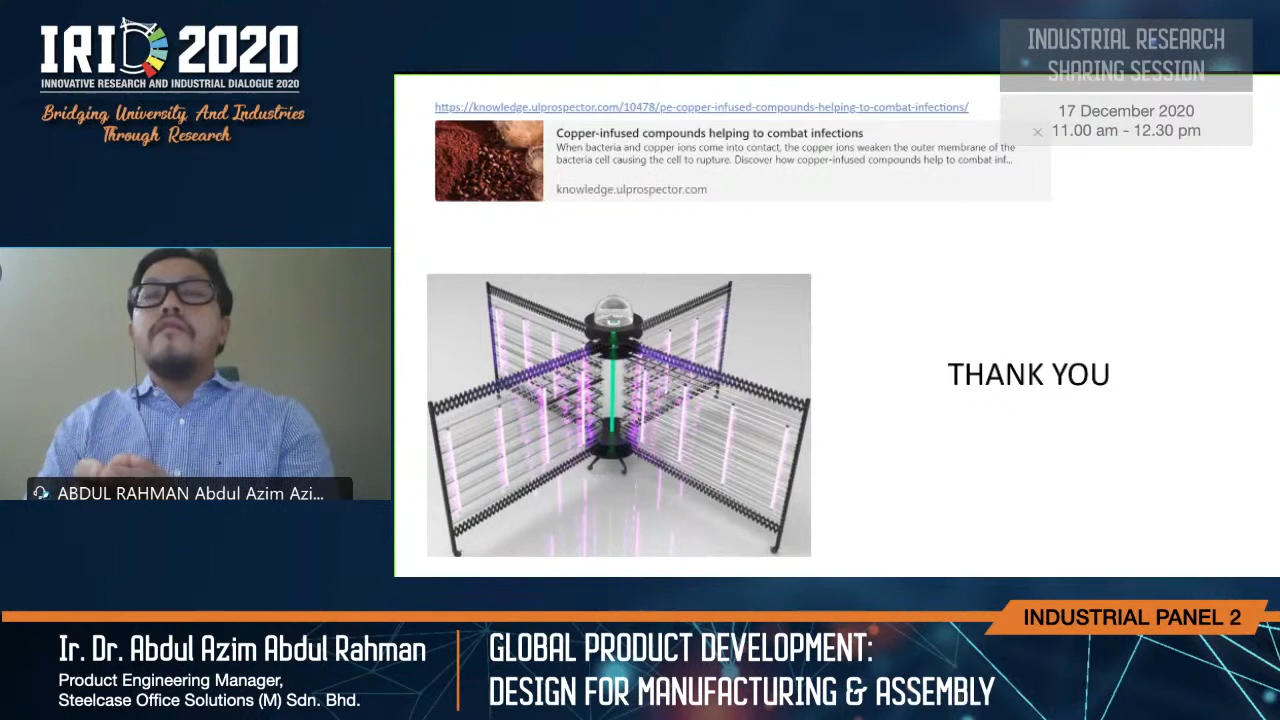 IRID 2020
INNOVATIVE RESEARCH AND INDUSTRIAL DIALOGUE 2020
Bridging University And Industries
Through Research
INDUSTRIAL RESEARCH
SHARING SESSION
17 December 2020
11.00 am - 12.30 pm
https://knowledge.ulprospector.com/10478/pe-copper-infused-compounds-helping-to-combat-infections/
Copper-infused compounds helping to combat infections
When bacteria and copper ions come into contact, the copper ions weaken the outer membrane of the
bacteria cell causing the cell to rupture. Discover how copper-infused compounds help to combat inf...
knowledge.ulprospector.com
THANK YOU
ABDUL RAHMAN Abdul Azim Azi...
INDUSTRIAL PANEL 2
Ir. Dr. Abdul Azim Abdul Rahman
Product Engineering Manager,
Steelcase Office Solutions (M) Sdn. Bhd.
GLOBAL PRODUCT DEVELOPMENT:
DESIGN FOR MANUFACTURING & ASSEMBLY